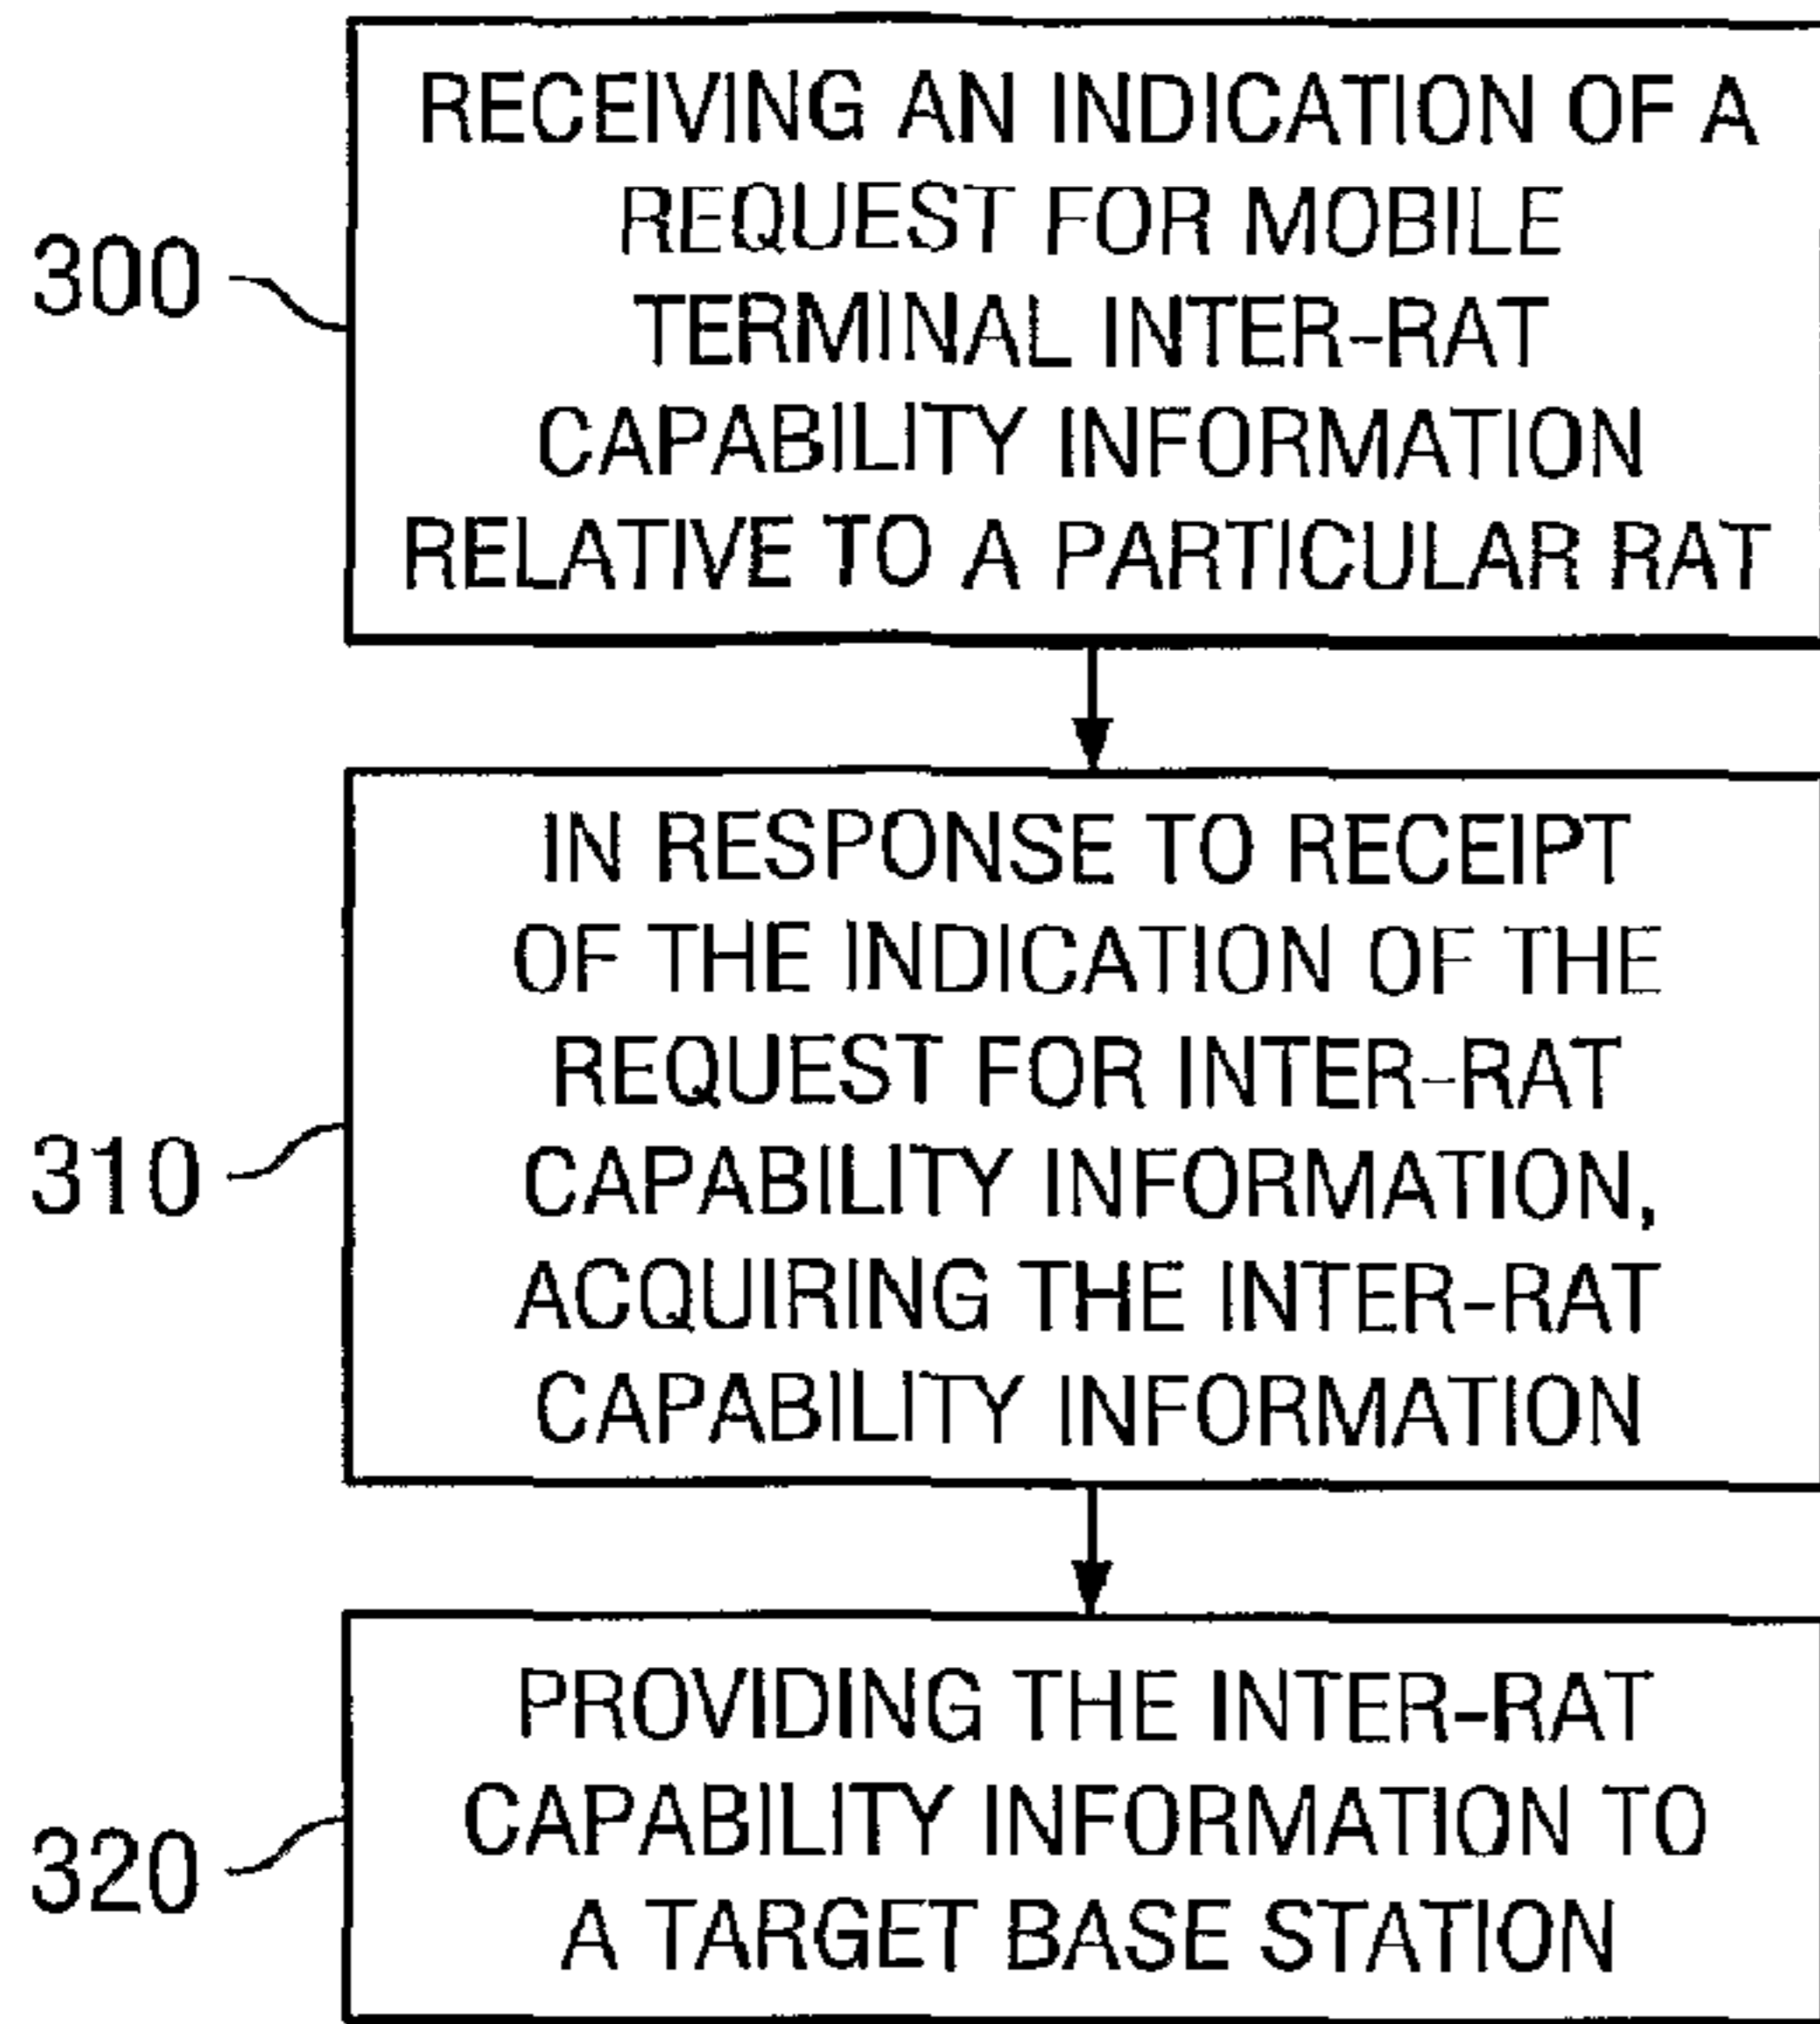 RECEIVING AN INDICATION OF A
REQUEST FOR MOBILE
TERMINAL INTER-RAT
CAPABILITY INFORMATION
RELATIVE TO A PARTICULAR RAT
300
IN RESPONSE TO RECEIPT
OF THE INDICATION OF THE
REQUEST FOR INTER-RAT
CAPABILITY INFORMATION,
ACQUIRING THE INTER-RAT
CAPABILITY INFORMATION
310
PROVIDING THE INTER-RAT
CAPABILITY INFORMATION TO
A TARGET BASE STATION
320